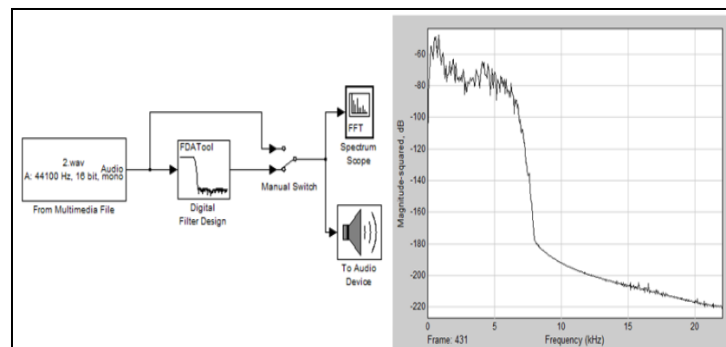 2.wav
Audio
A: 44100 Hz, 16 bit, mono
From Multimedia File
FDATool
Digital
Filter Design
Manual Switch
FFT
Spectrum
Scope
To Audio
Device
Magnitude-squared, dB
-60
-80
-100
-120
-140
-160
-180
-200
-220
0
5
10
15
20
Frame: 431
Frequency (kHz)